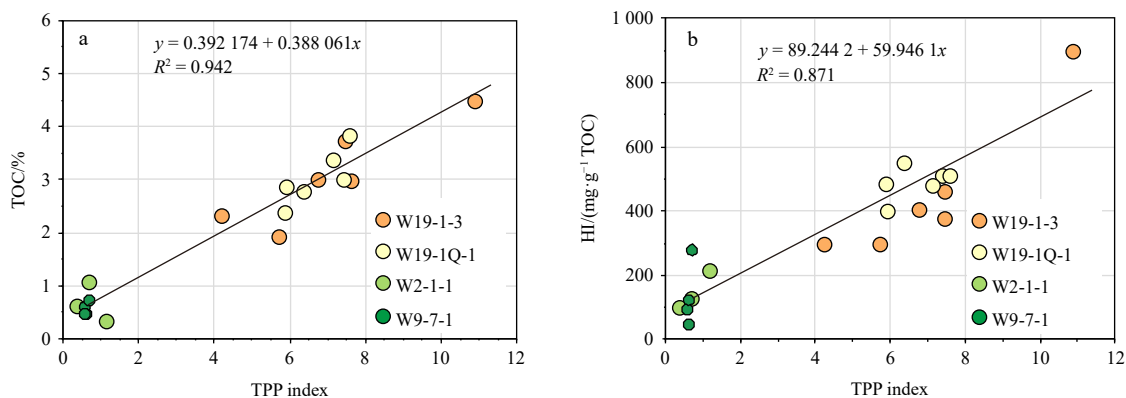 a
y = 0.392 174 + 0.388 061x
R² = 0.942
TOC/%
6
5
4
3
2
1
0
0 2 4 6 8 10 12
TPP index
W19-1-3
W19-1Q-1
W2-1-1
W9-7-1
b
y = 89.244 2 + 59.946 1x
R² = 0.871
HI/(mg·g⁻¹ TOC)
1 000
800
600
400
200
0
0 2 4 6 8 10 12
TPP index
W19-1-3
W19-1Q-1
W2-1-1
W9-7-1